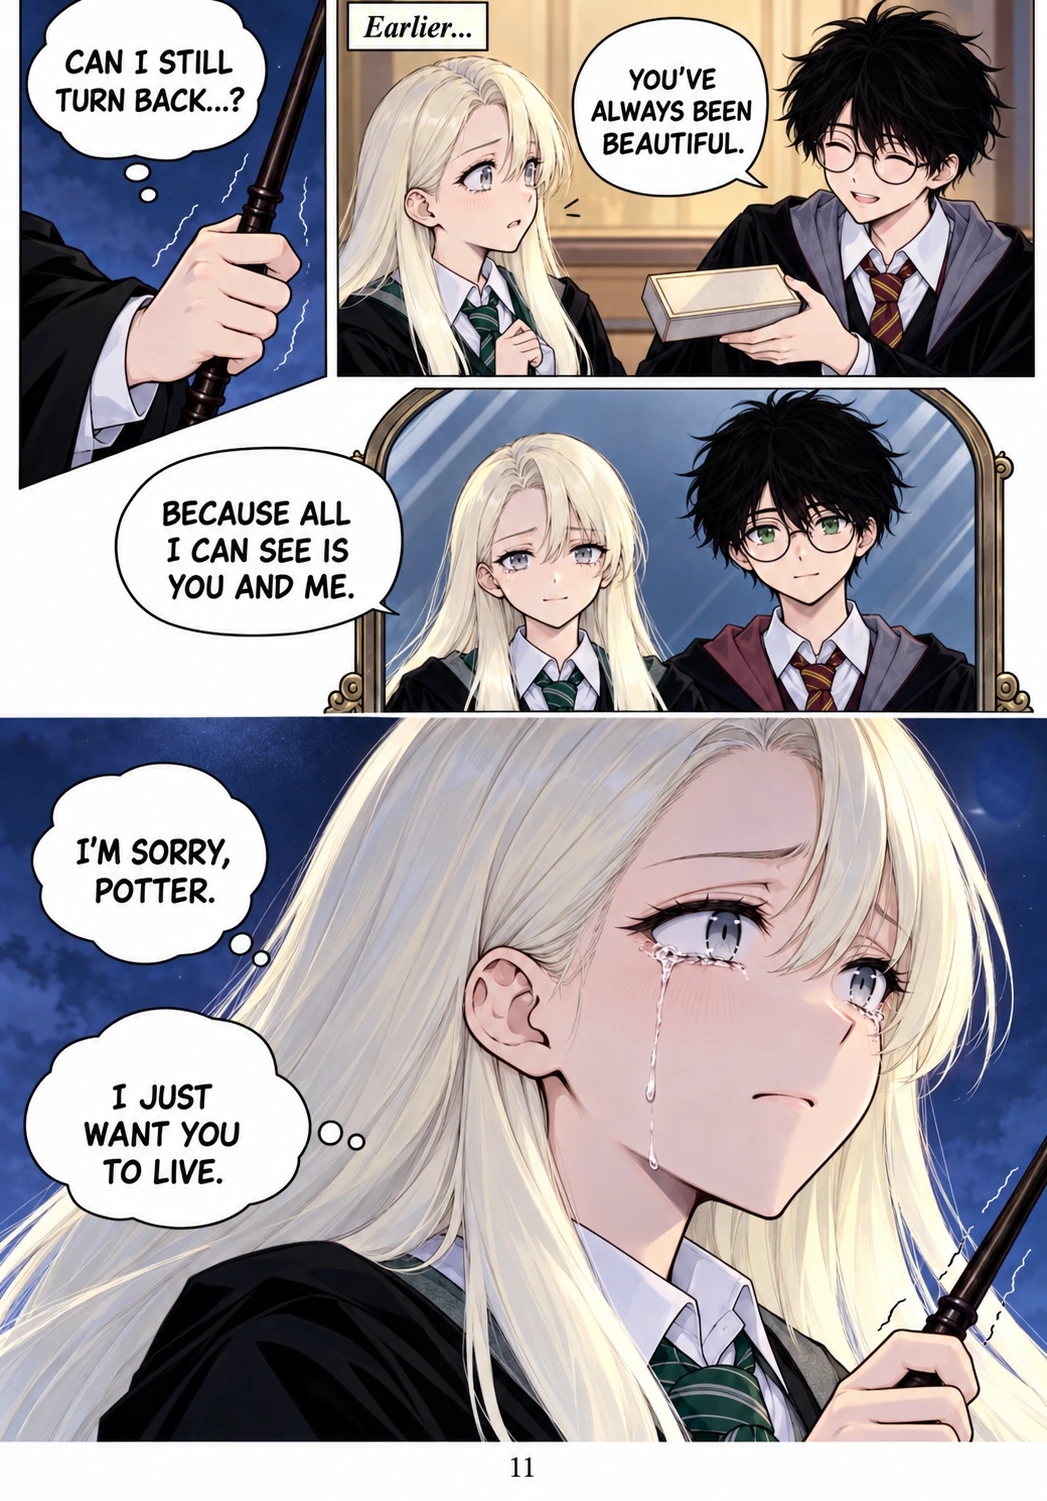 CAN I STILL
TURN BACK...?
Earlier...
YOU'VE
ALWAYS BEEN
BEAUTIFUL.
BECAUSE ALL
I CAN SEE IS
YOU AND ME.
I'M SORRY,
POTTER.
I JUST
WANT YOU
TO LIVE.
11